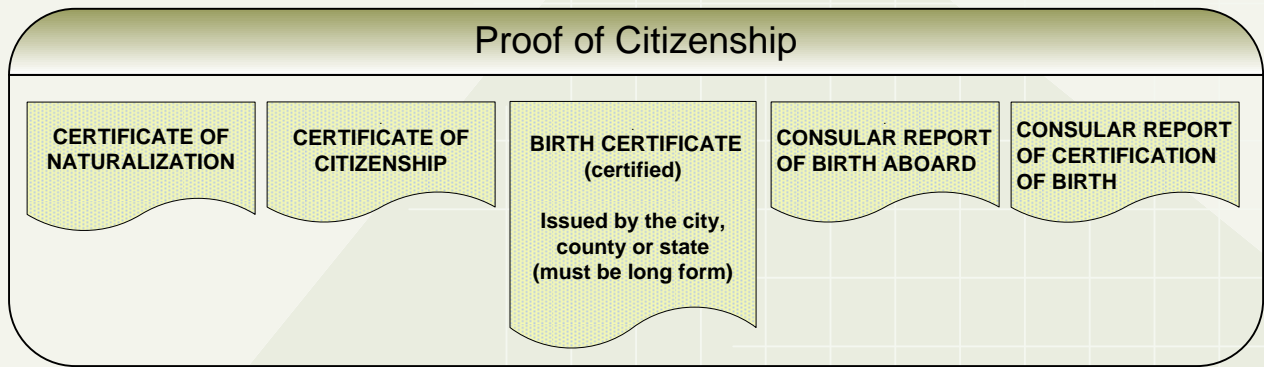 Proof of Citizenship
CERTIFICATE OF
NATURALIZATION
CERTIFICATE OF
CITIZENSHIP
BIRTH CERTIFICATE
(certified)
Issued by the city,
county or state
(must be long form)
CONSULAR REPORT
OF BIRTH ABOARD
CONSULAR REPORT
OF CERTIFICATION
OF BIRTH